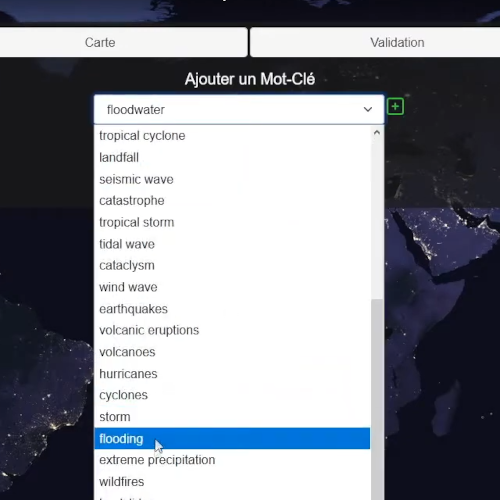 Carte
Validation
Ajouter un Mot-Clé
floodwater
tropical cyclone
landfall
seismic wave
catastrophe
tropical storm
tidal wave
cataclysm
wind wave
earthquakes
volcanic eruptions
volcanoes
hurricanes
cyclones
storm
flooding
extreme precipitation
wildfires